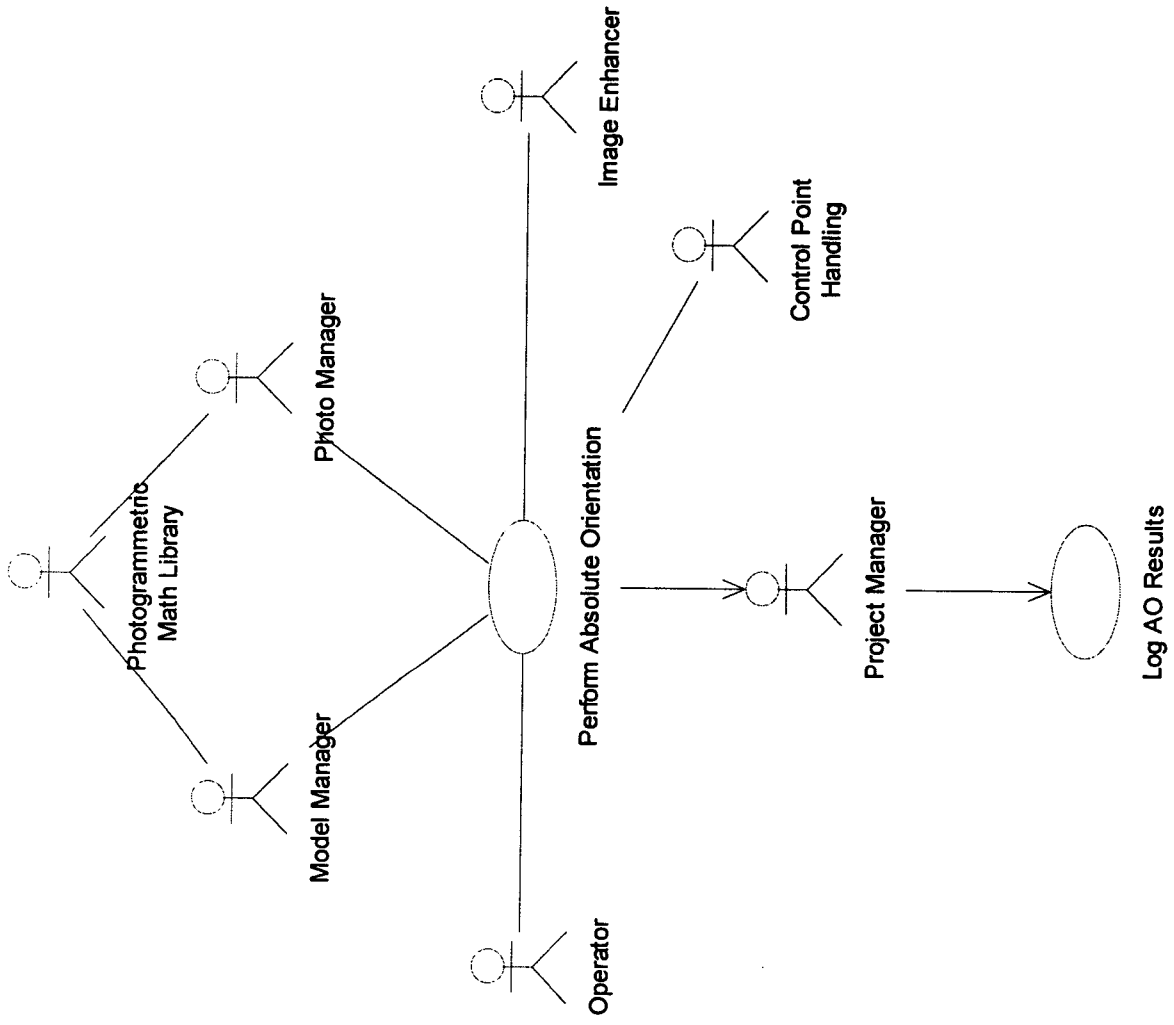 Photogrammetric
Math Library
Model Manager
Photo Manager
Operator
Perform Absolute Orientation
Image Enhancer
Control Point
Handling
Project Manager
Log AO Results